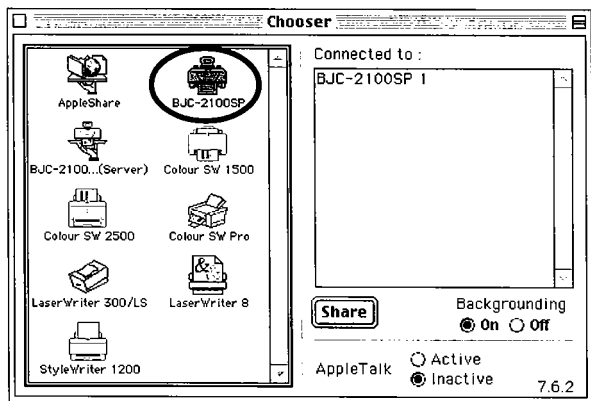 Chooser
AppleShare
BJC-2100SP
BJC-2100...(Server)
Colour SW 1500
Colour SW 2500
Colour SW Pro
LaserWriter 300/LS
LaserWriter 8
StyleWriter 1200
Connected to :
BJC-2100SP 1
Share
Backgrounding
On Off
AppleTalk
Active
Inactive
7.6.2